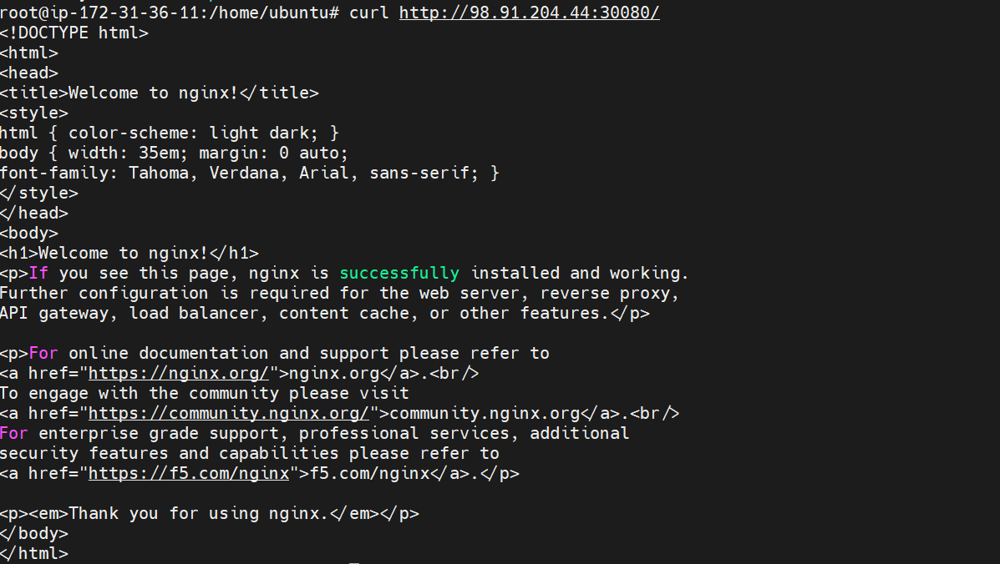 root@ip-172-31-36-11:/home/ubuntu# curl http://98.91.204.44:30080/
<!DOCTYPE html>
<html>
<head>
<title>Welcome to nginx!</title>
<style>
html { color-scheme: light dark; }
body { width: 35em; margin: 0 auto;
font-family: Tahoma, Verdana, Arial, sans-serif; }
</style>
</head>
<body>
<h1>Welcome to nginx!</h1>
<p>If you see this page, nginx is successfully installed and working.
Further configuration is required for the web server, reverse proxy,
API gateway, load balancer, content cache, or other features.</p>

<p>For online documentation and support please refer to
<a href="https://nginx.org/">nginx.org</a>.<br/>
To engage with the community please visit
<a href="https://community.nginx.org/">community.nginx.org</a>.<br/>
For enterprise grade support, professional services, additional
security features and capabilities please refer to
<a href="https://f5.com/nginx">f5.com/nginx</a>.</p>

<p><em>Thank you for using nginx.</em></p>
</body>
</html>